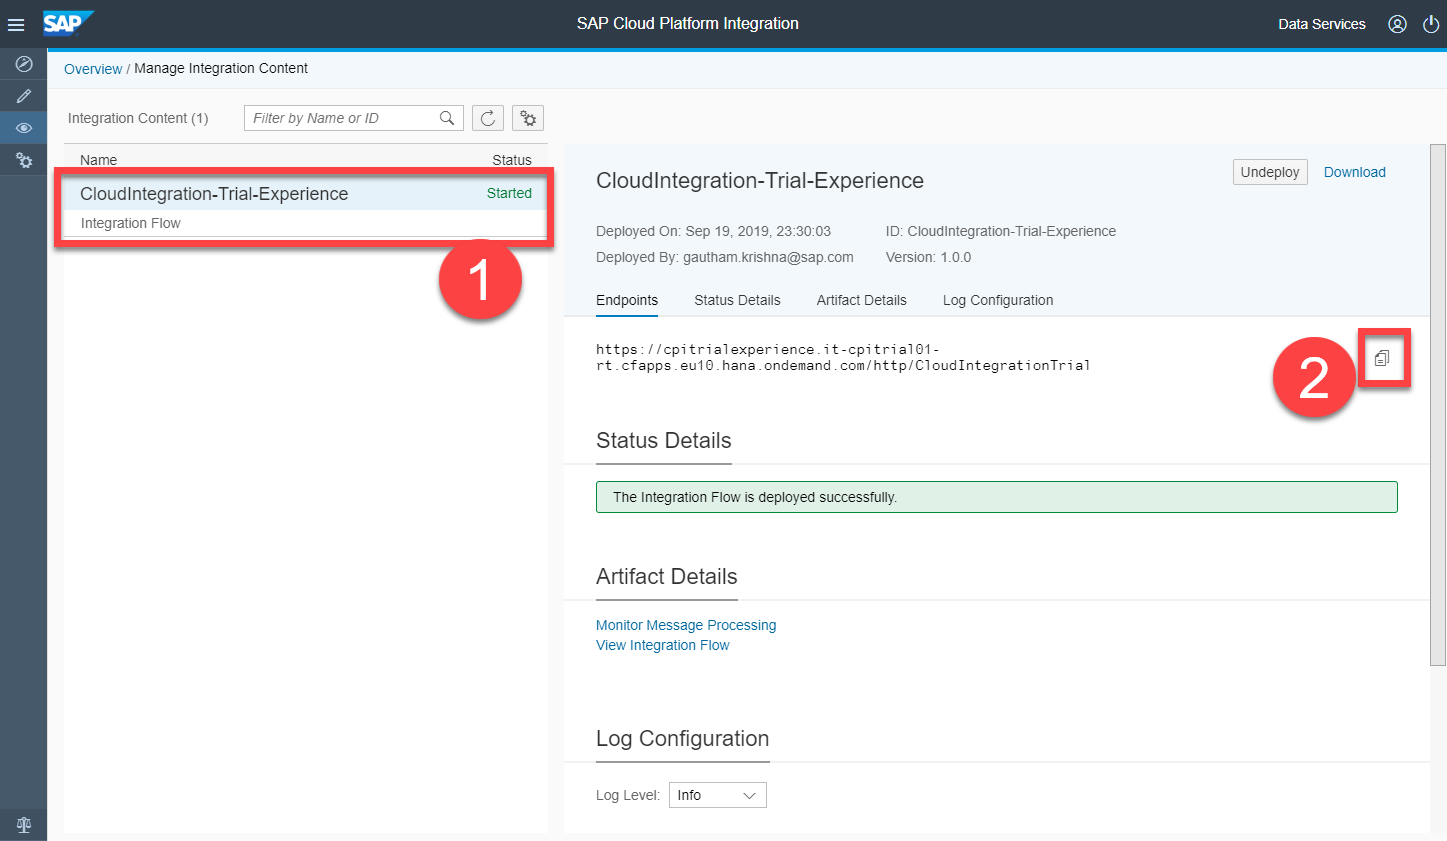 SAP
SAP Cloud Platform Integration
Data Services
Overview / Manage Integration Content
Integration Content (1)
Filter by Name or ID
Name
Status
CloudIntegration-Trial-Experience
Started
Integration Flow
1
CloudIntegration-Trial-Experience
Undeploy
Download
Deployed On: Sep 19, 2019, 23:30:03
ID: CloudIntegration-Trial-Experience
Deployed By: gautham.krishna@sap.com
Version: 1.0.0
Endpoints
Status Details
Artifact Details
Log Configuration
https://cpitrialexperience.it-cpitrial01-
rt.cfapps.eu10.hana.ondemand.com/http/CloudIntegrationTrial
2
Status Details
The Integration Flow is deployed successfully.
Artifact Details
Monitor Message Processing
View Integration Flow
Log Configuration
Log Level:
Info